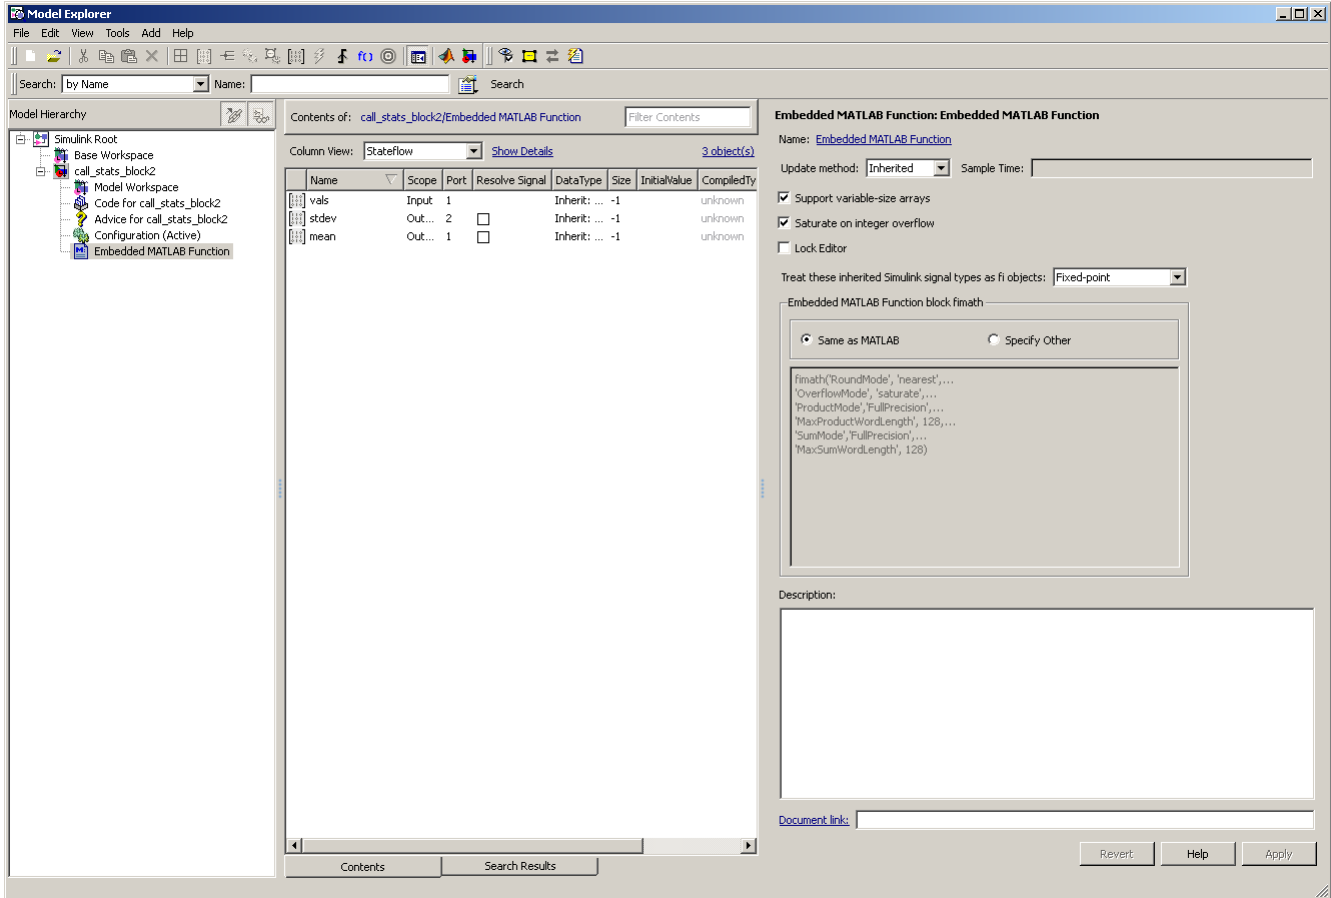 Model Explorer
File Edit View Tools Add Help
Search: by Name Name: Search
Model Hierarchy
Simulink Root
Base Workspace
call_stats_block2
Model Workspace
Code for call_stats_block2
Advice for call_stats_block2
Configuration (Active)
Embedded MATLAB Function
Contents of: call_stats_block2/Embedded MATLAB Function Filter Contents
Column View: Stateflow Show Details 3 object(s)
Name Scope Port Resolve Signal DataType Size InitialValue CompiledTy
vals Input 1 Inherit: ... -1 unknown
stdev Out... 2 Inherit: ... -1 unknown
mean Out... 1 Inherit: ... -1 unknown
Contents Search Results
Embedded MATLAB Function: Embedded MATLAB Function
Name: Embedded MATLAB Function
Update method: Inherited Sample Time:
Support variable-size arrays
Saturate on integer overflow
Lock Editor
Treat these inherited Simulink signal types as fi objects: Fixed-point
Embedded MATLAB Function block fimath
Same as MATLAB Specify Other
fimath('RoundMode', 'nearest',...
'OverflowMode', 'saturate',...
'ProductMode','FullPrecision',...
'MaxProductWordLength', 128,...
'SumMode','FullPrecision',...
'MaxSumWordLength', 128)
Description:
Document link:
Revert Help Apply